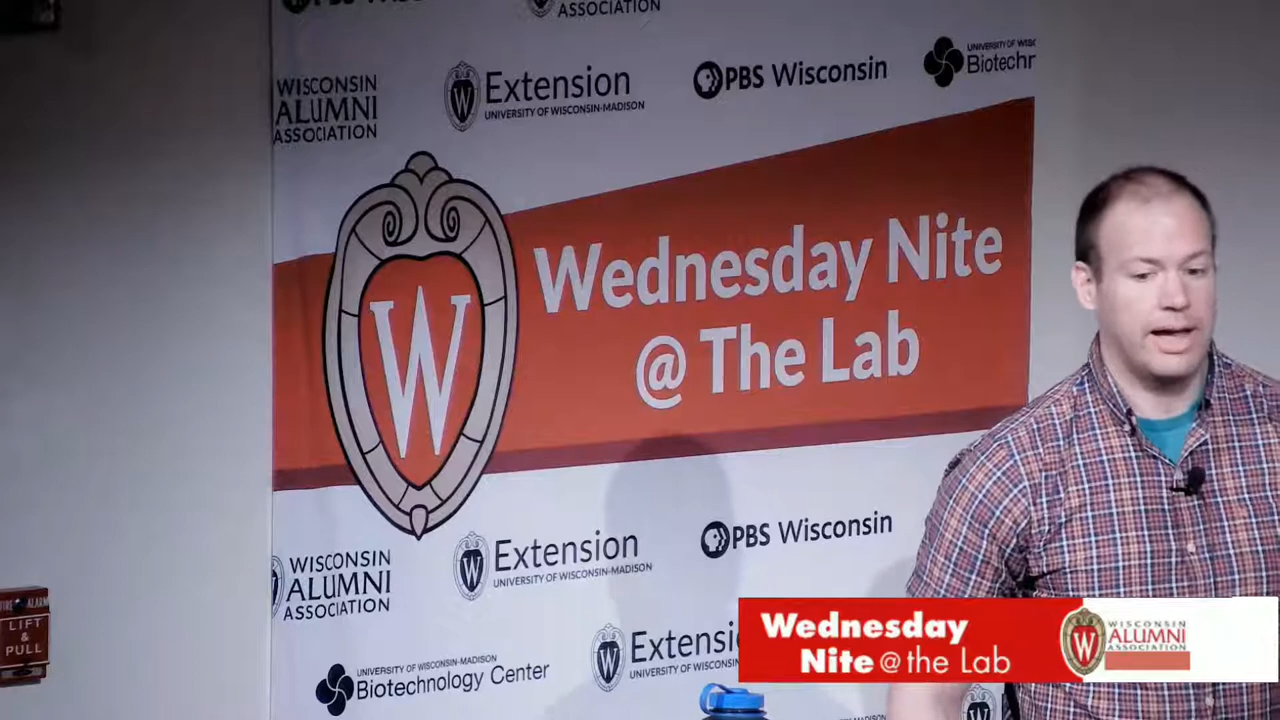 ASSOCIATION
WISCONSIN
ALUMNI
ASSOCIATION
W
Extension
UNIVERSITY OF WISCONSIN-MADISON
PBS Wisconsin
W
Wednesday Nite
@ The Lab
WISCONSIN
ALUMNI
ASSOCIATION
W
Extension
UNIVERSITY OF WISCONSIN-MADISON
PBS Wisconsin
FIRE ALARM
LIFT
&
PULL
UNIVERSITY OF WISCONSIN-MADISON
Biotechnology Center
W
Wednesday
Nite @ the Lab
W
WISCONSIN
ALUMNI
ASSOCIATION